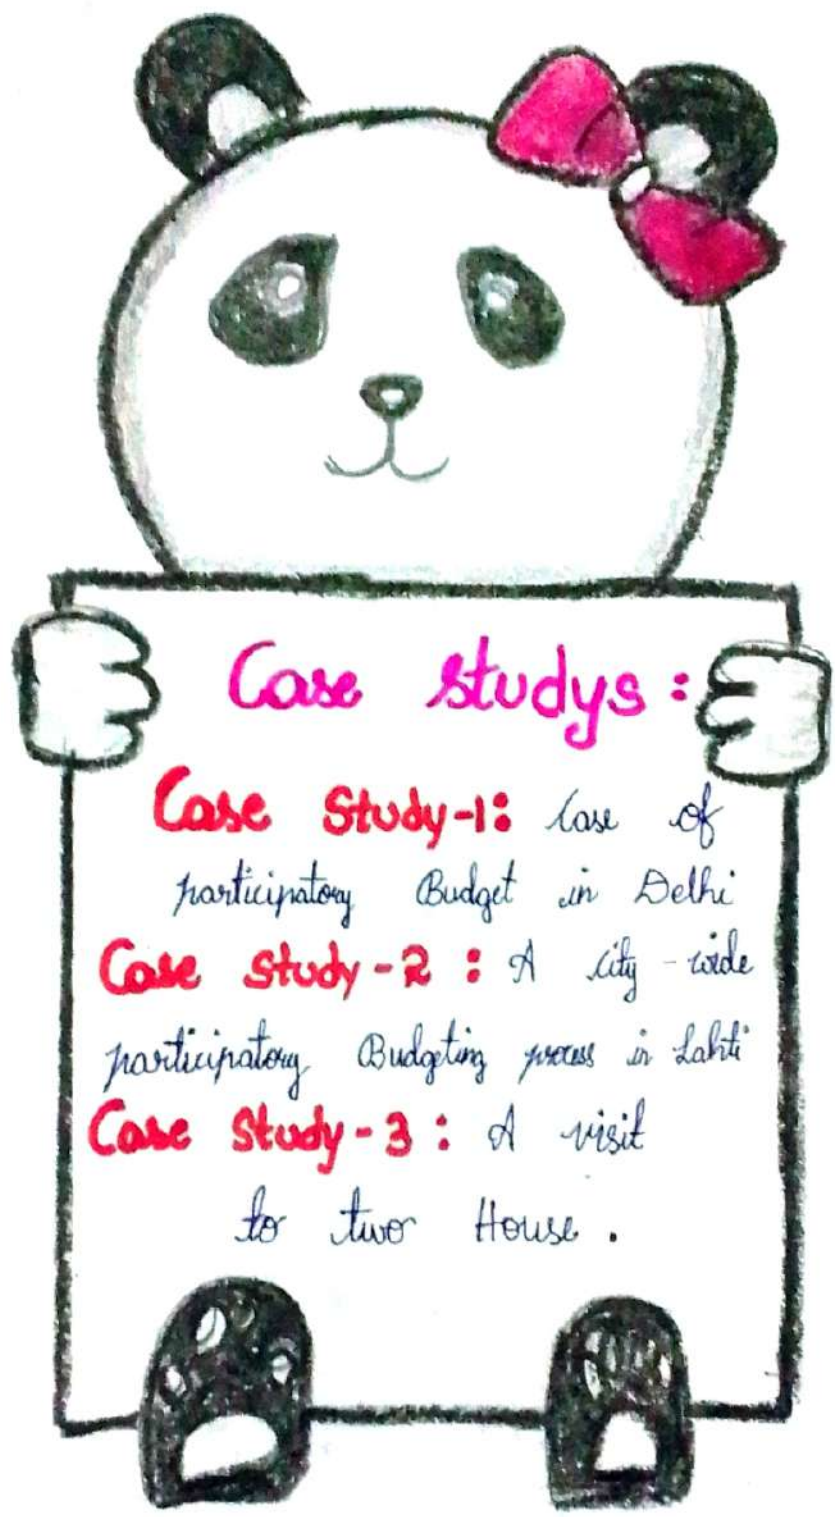 Case studys :
Case Study-1: Case of
participatory Budget in Delhi
Case study-2 : A city-wide
participatory Budgeting process in Lahti
Case Study-3 : A visit
to two House .